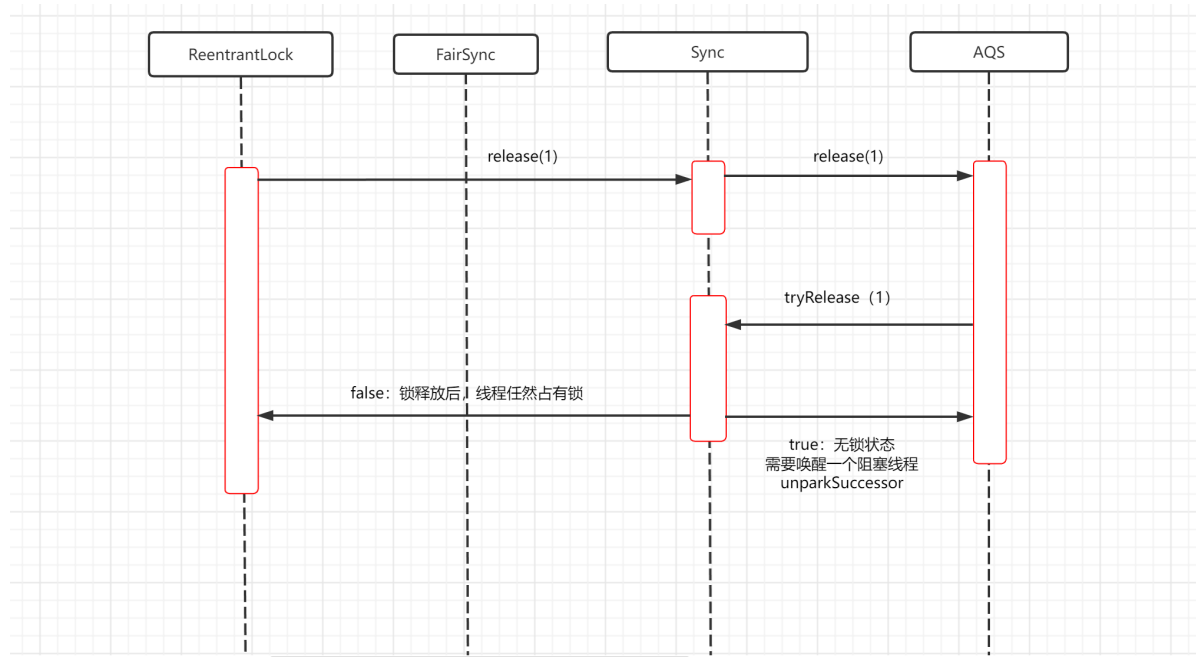 ReentrantLock
FairSync
Sync
AQS
release(1)
release(1)
tryRelease（1）
false：锁释放后，线程任然占有锁
true：无锁状态
需要唤醒一个阻塞线程
unparkSuccessor